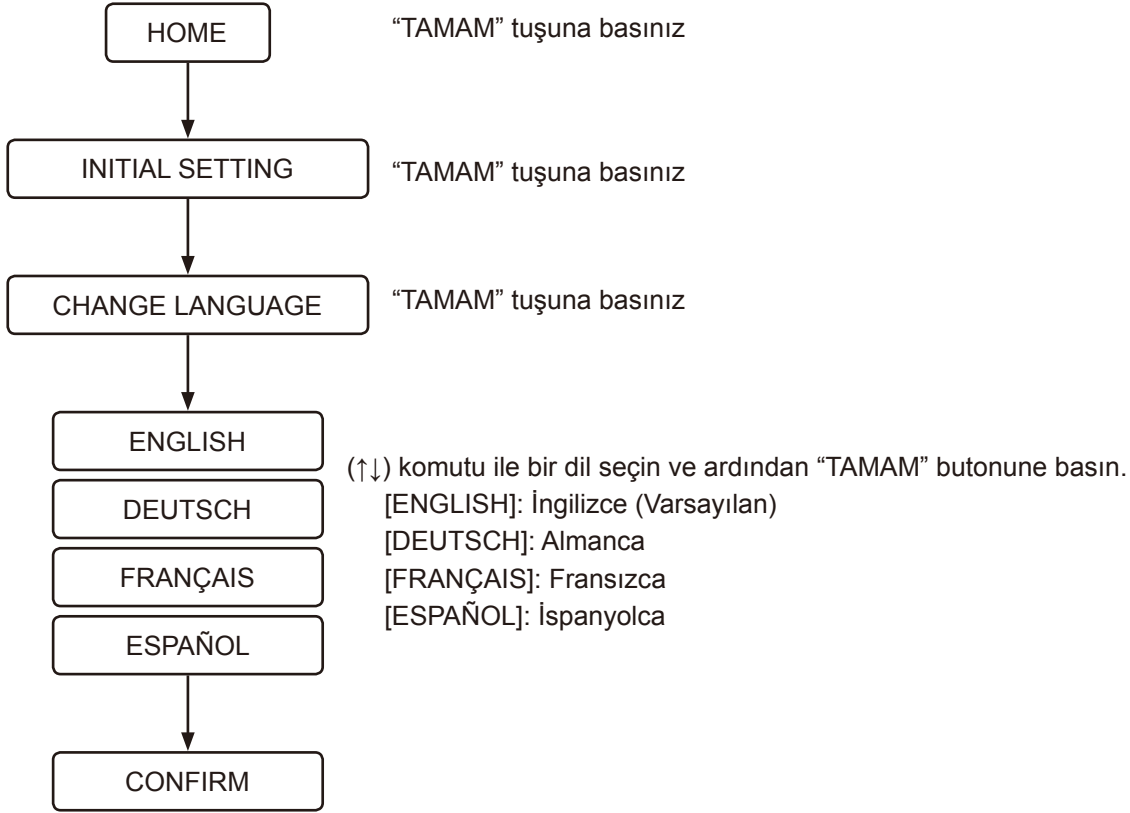 HOME
“TAMAM” tuşuna basınız
INITIAL SETTING
“TAMAM” tuşuna basınız
CHANGE LANGUAGE
“TAMAM” tuşuna basınız
ENGLISH
DEUTSCH
FRANÇAIS
ESPAÑOL
(↑↓) komutu ile bir dil seçin ve ardından “TAMAM” butonune basın.
[ENGLISH]: İngilizce (Varsayılan)
[DEUTSCH]: Almanca
[FRANÇAIS]: Fransızca
[ESPAÑOL]: İspanyolca
CONFIRM